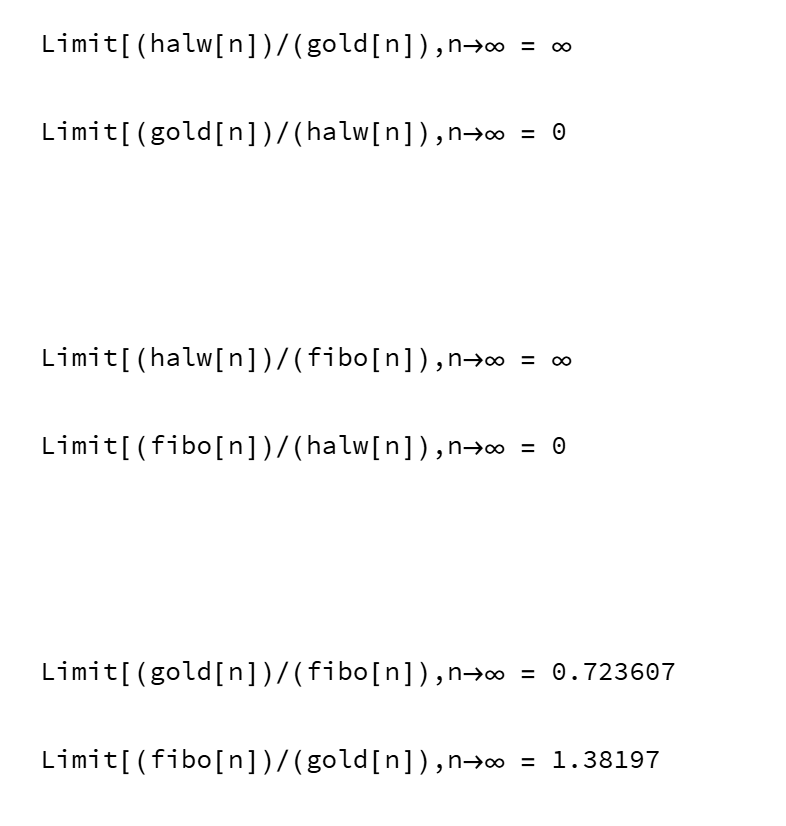 Limit[(halw[n])/(gold[n]),n→∞ = ∞
Limit[(gold[n])/(halw[n]),n→∞ = 0
Limit[(halw[n])/(fibo[n]),n→∞ = ∞
Limit[(fibo[n])/(halw[n]),n→∞ = 0
Limit[(gold[n])/(fibo[n]),n→∞ = 0.723607
Limit[(fibo[n])/(gold[n]),n→∞ = 1.38197